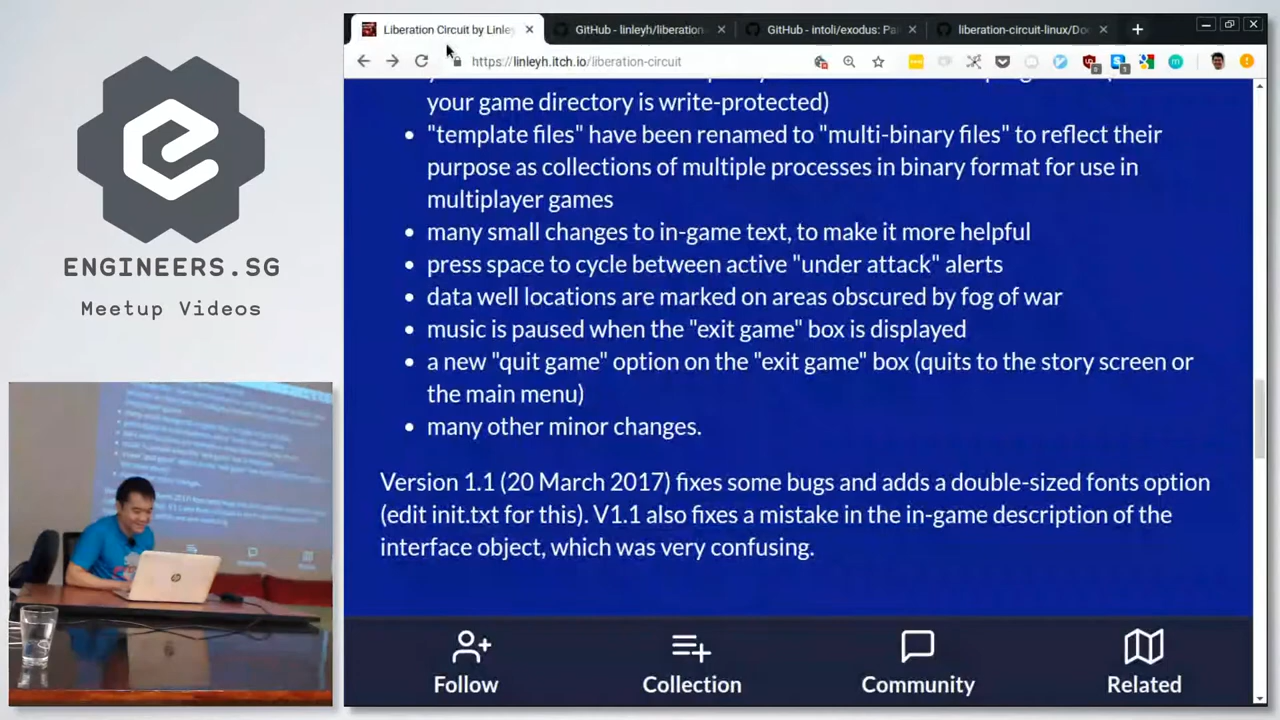 ENGINEERS.SG
Meetup Videos
Liberation Circuit by Linley
GitHub - linleyh/liberation-
GitHub - intoli/exodus: Pai
liberation-circuit-linux/Do
https://linleyh.itch.io/liberation-circuit
your game directory is write-protected)
• "template files" have been renamed to "multi-binary files" to reflect their
purpose as collections of multiple processes in binary format for use in
multiplayer games
• many small changes to in-game text, to make it more helpful
• press space to cycle between active "under attack" alerts
• data well locations are marked on areas obscured by fog of war
• music is paused when the "exit game" box is displayed
• a new "quit game" option on the "exit game" box (quits to the story screen or
the main menu)
• many other minor changes.
Version 1.1 (20 March 2017) fixes some bugs and adds a double-sized fonts option
(edit init.txt for this). V1.1 also fixes a mistake in the in-game description of the
interface object, which was very confusing.
Follow
Collection
Community
Related